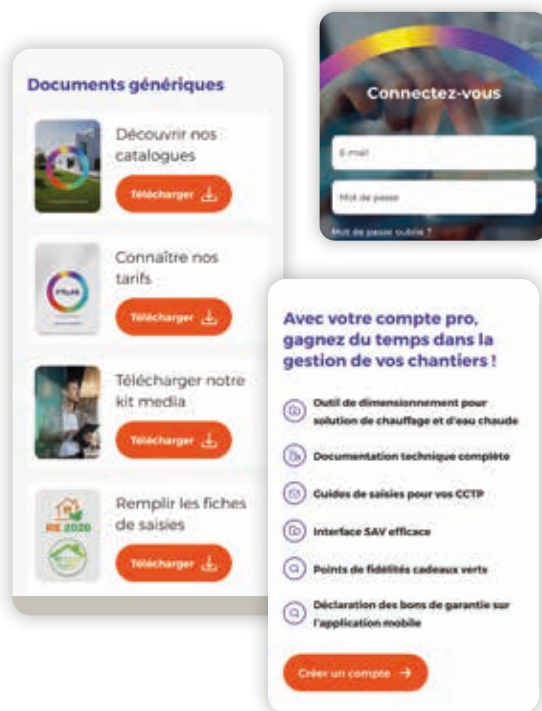 Documents génériques
Découvrir nos
catalogues
Télécharger
Connaître nos
tarifs
Télécharger
Télécharger notre
kit media
Télécharger
RE 2020
Remplir les fiches
de saisies
Télécharger
Connectez-vous
E-mail
Mot de passe
Mot de passe oublié ?
Avec votre compte pro,
gagnez du temps dans la
gestion de vos chantiers !
Outil de dimensionnement pour
solution de chauffage et d'eau chaude
Documentation technique complète
Guides de saisies pour vos CCTP
Interface SAV efficace
Points de fidélités cadeaux verts
Déclaration des bons de garantie sur
l'application mobile
Créer un compte